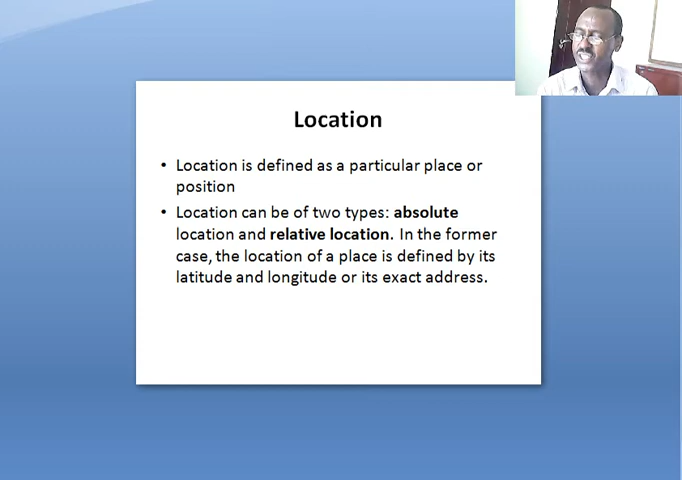 Location
• Location is defined as a particular place or
position
• Location can be of two types: absolute
location and relative location. In the former
case, the location of a place is defined by its
latitude and longitude or its exact address.